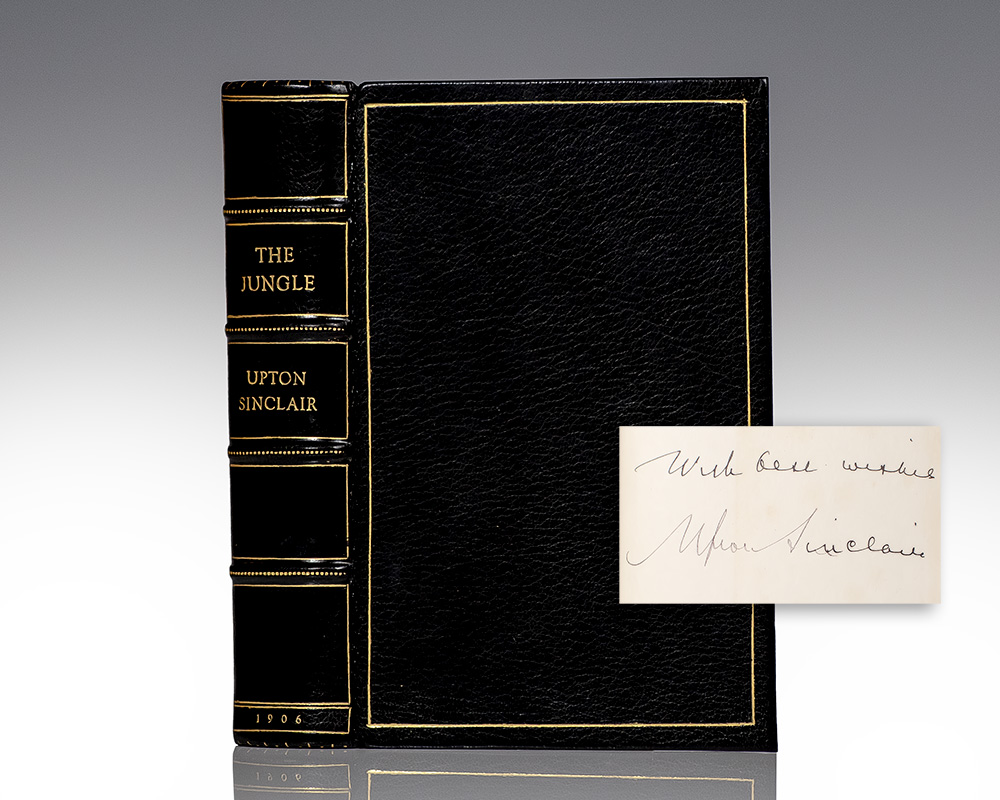 THE
JUNGLE
UPTON
SINCLAIR
1906
With best wishes
Upton Sinclair